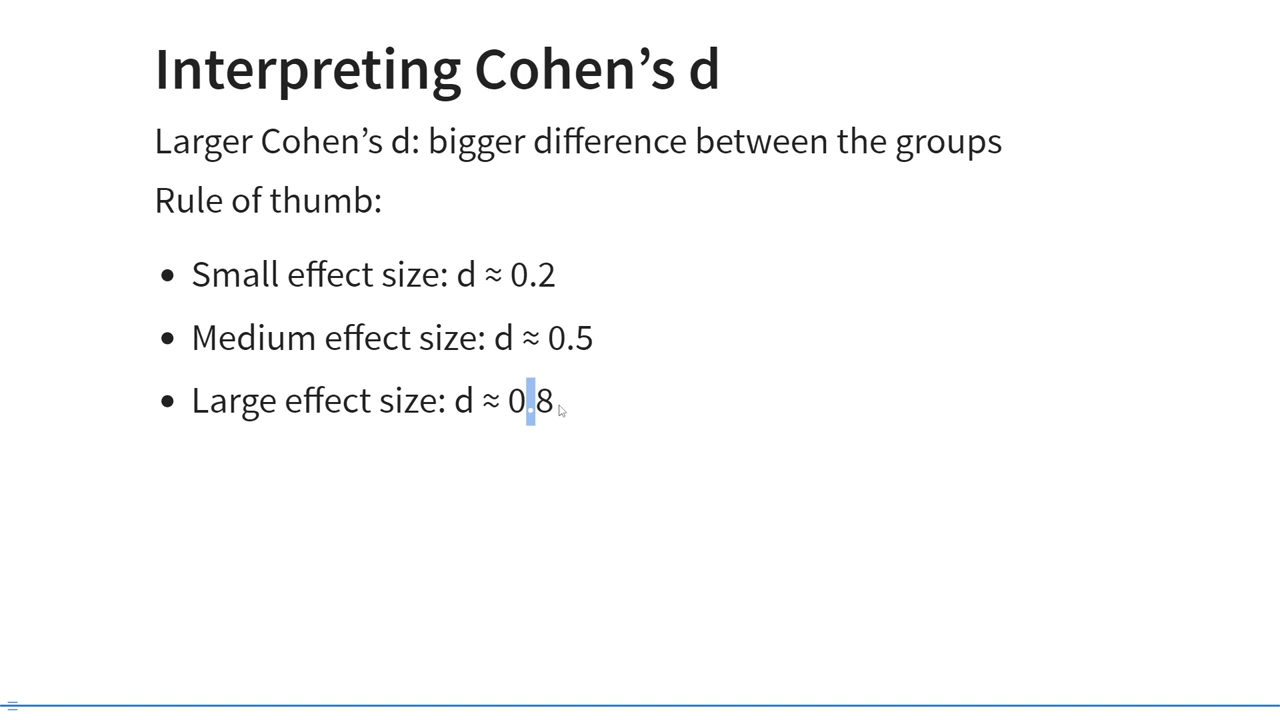 Interpreting Cohen’s d
Larger Cohen’s d: bigger difference between the groups
Rule of thumb:
• Small effect size: d ≈ 0.2
• Medium effect size: d ≈ 0.5
• Large effect size: d ≈ 0.8